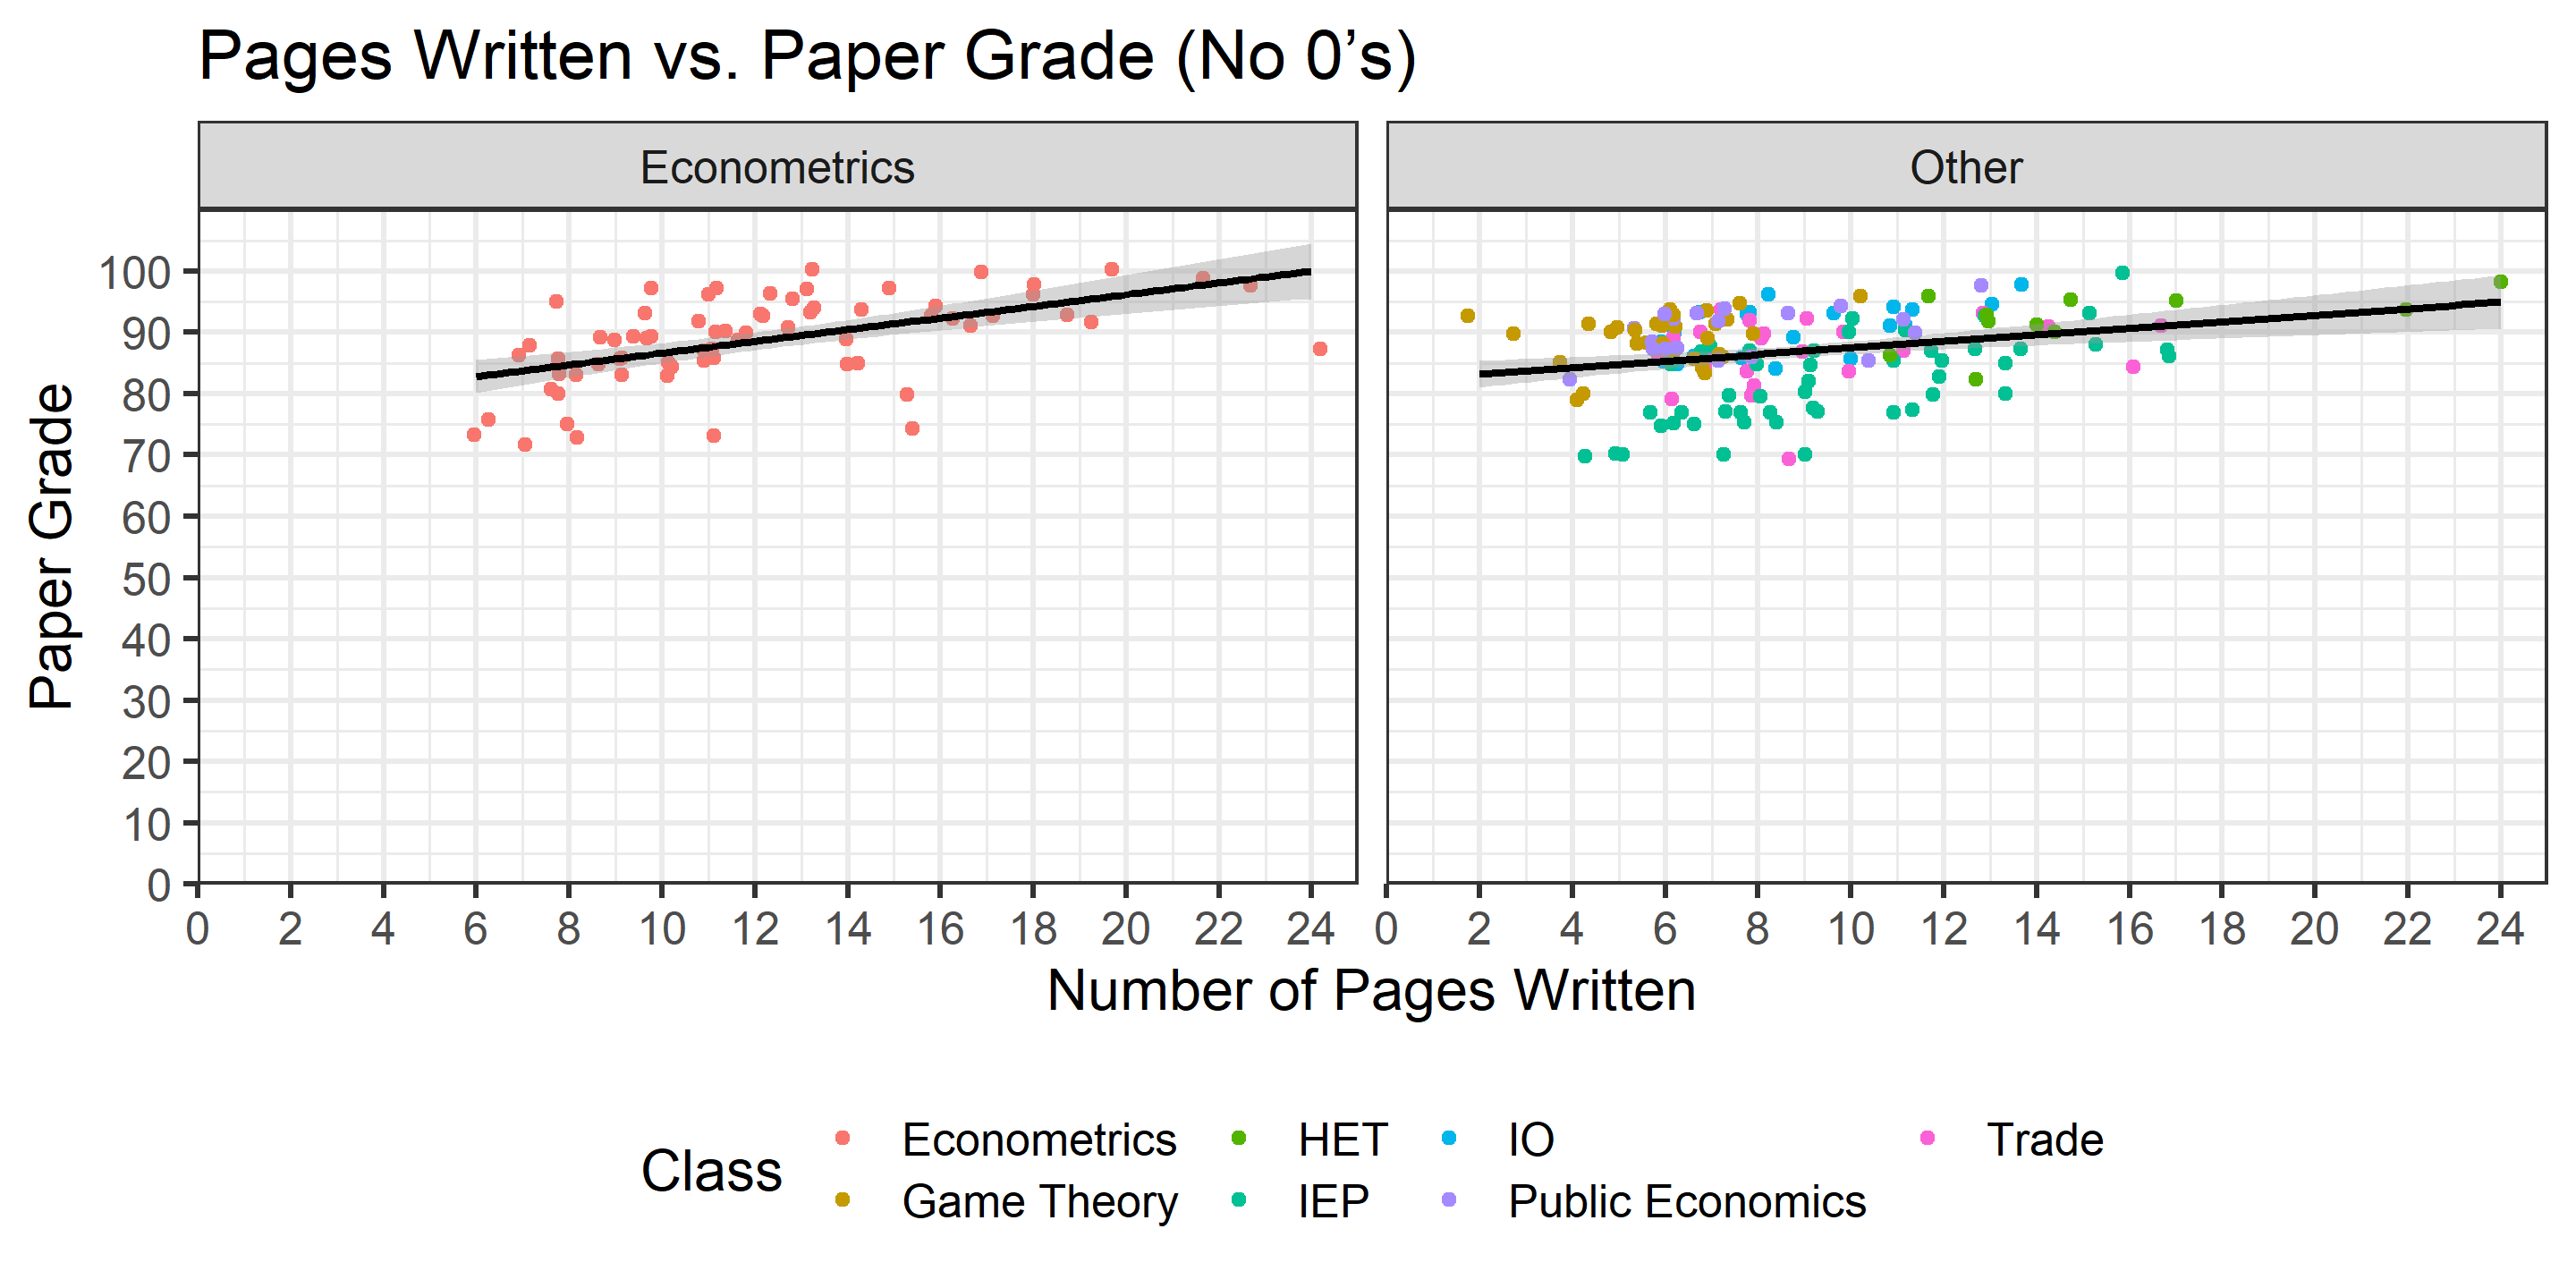 Pages Written vs. Paper Grade (No 0’s)
Econometrics
Other
Paper Grade
100
90
80
70
60
50
40
30
20
10
0
0 2 4 6 8 10 12 14 16 18 20 22 24
0 2 4 6 8 10 12 14 16 18 20 22 24
Number of Pages Written
Class
Econometrics HET IO Trade
Game Theory IEP Public Economics